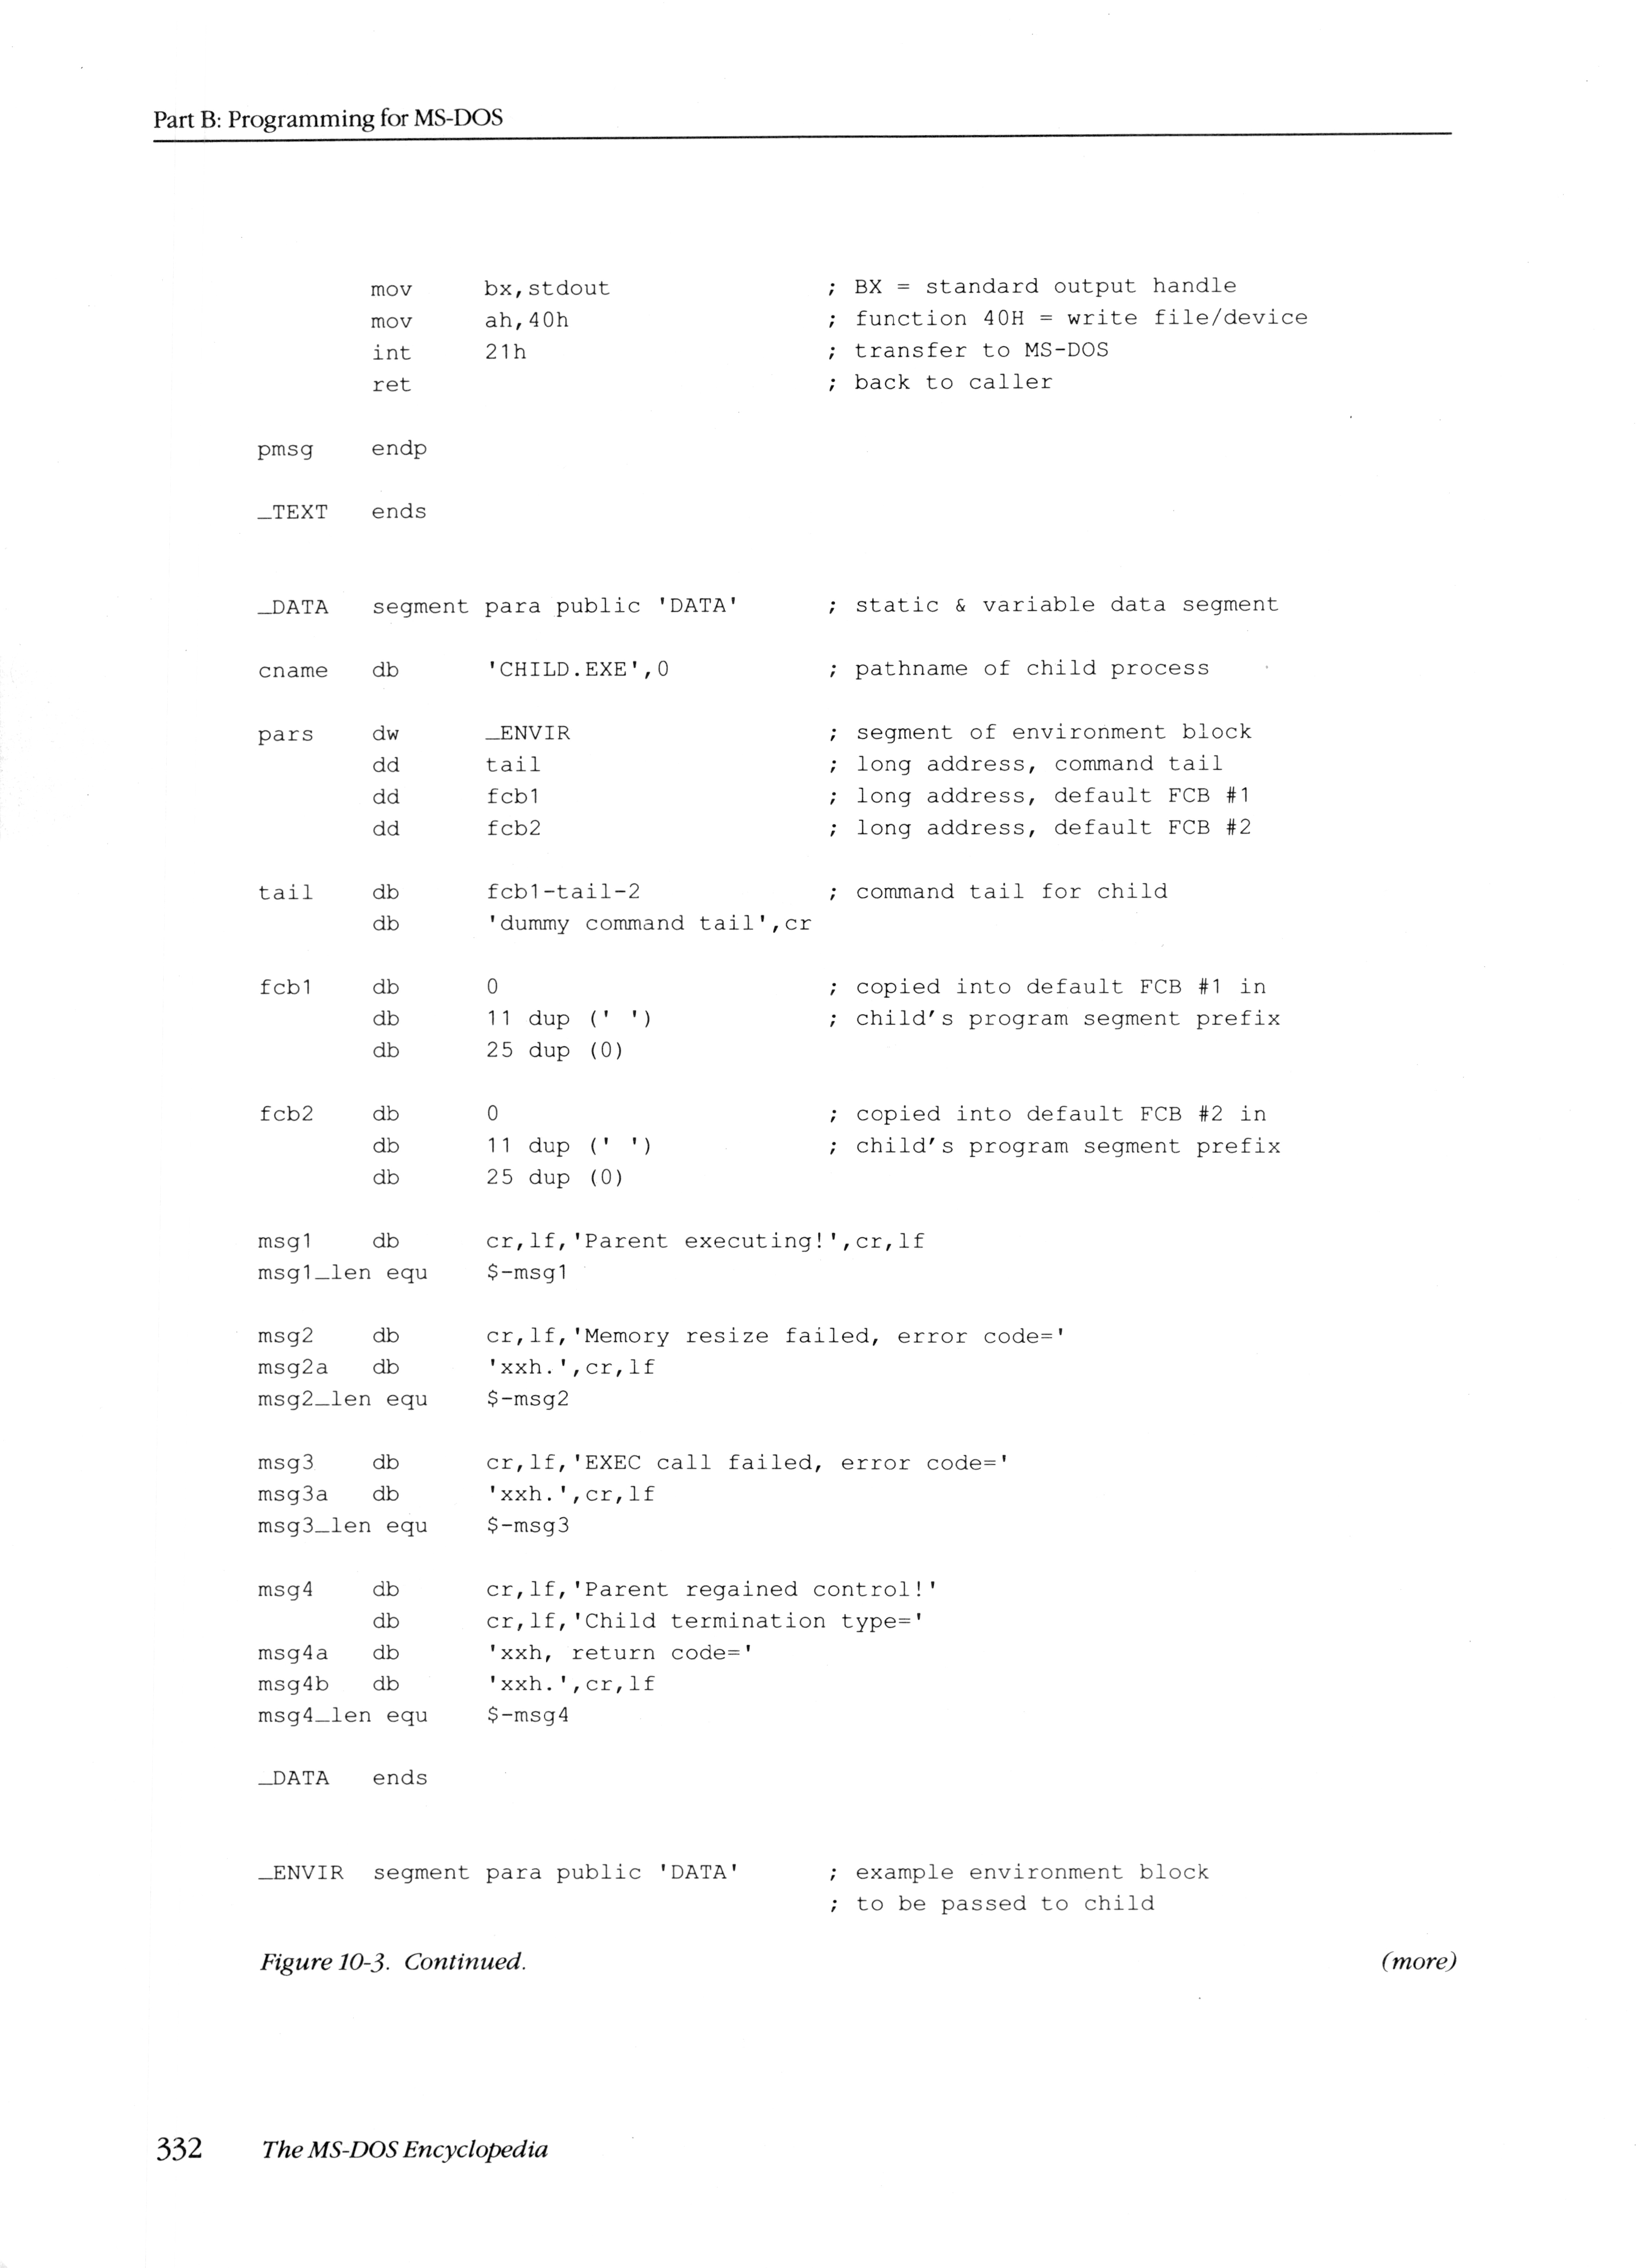 Part B: Programming for MS-DOS
mov bx,stdout ; BX = standard output handle
mov ah,40h ; function 40H = write file/device
int 21h ; transfer to MS-DOS
ret ; back to caller
pmsg endp
_TEXT ends
_DATA segment para public 'DATA' ; static & variable data segment
cname db 'CHILD.EXE',0 ; pathname of child process
pars dw _ENVIR ; segment of environment block
dd tail ; long address, command tail
dd fcb1 ; long address, default FCB #1
dd fcb2 ; long address, default FCB #2
tail db fcb1-tail-2 ; command tail for child
db 'dummy command tail',cr
fcb1 db 0 ; copied into default FCB #1 in
db 11 dup (' ') ; child's program segment prefix
db 25 dup (0)
fcb2 db 0 ; copied into default FCB #2 in
db 11 dup (' ') ; child's program segment prefix
db 25 dup (0)
msg1 db cr,lf,'Parent executing!',cr,lf
msg1_len equ $-msg1
msg2 db cr,lf,'Memory resize failed, error code='
msg2a db 'xxh.',cr,lf
msg2_len equ $-msg2
msg3 db cr,lf,'EXEC call failed, error code='
msg3a db 'xxh.',cr,lf
msg3_len equ $-msg3
msg4 db cr,lf,'Parent regained control!'
db cr,lf,'Child termination type='
msg4a db 'xxh, return code='
msg4b db 'xxh.',cr,lf
msg4_len equ $-msg4
_DATA ends
_ENVIR segment para public 'DATA' ; example environment block
; to be passed to child
Figure 10-3. Continued. (more)
332 The MS-DOS Encyclopedia